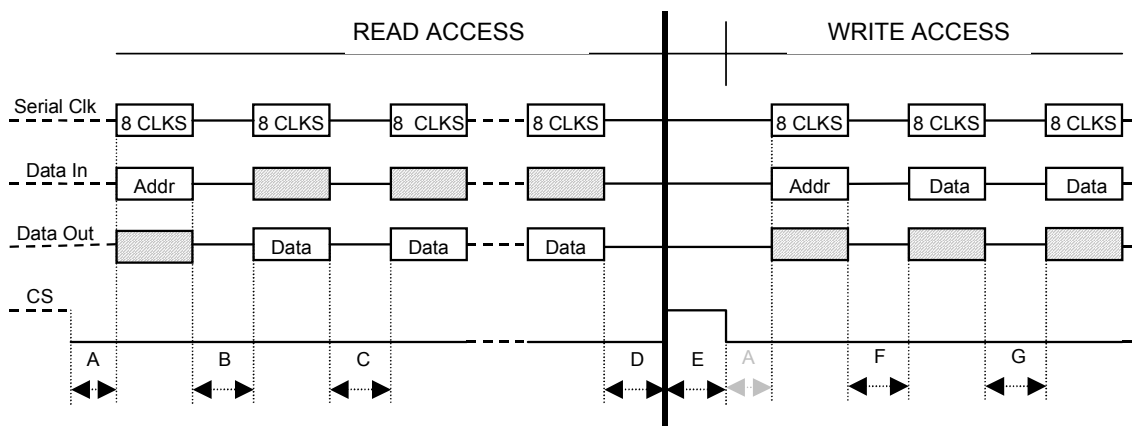 READ ACCESS WRITE ACCESS
Serial Clk 8 CLKS 8 CLKS 8 CLKS 8 CLKS 8 CLKS 8 CLKS 8 CLKS
Data In Addr Addr Data Data
Data Out Data Data Data
CS
A B C D E A F G